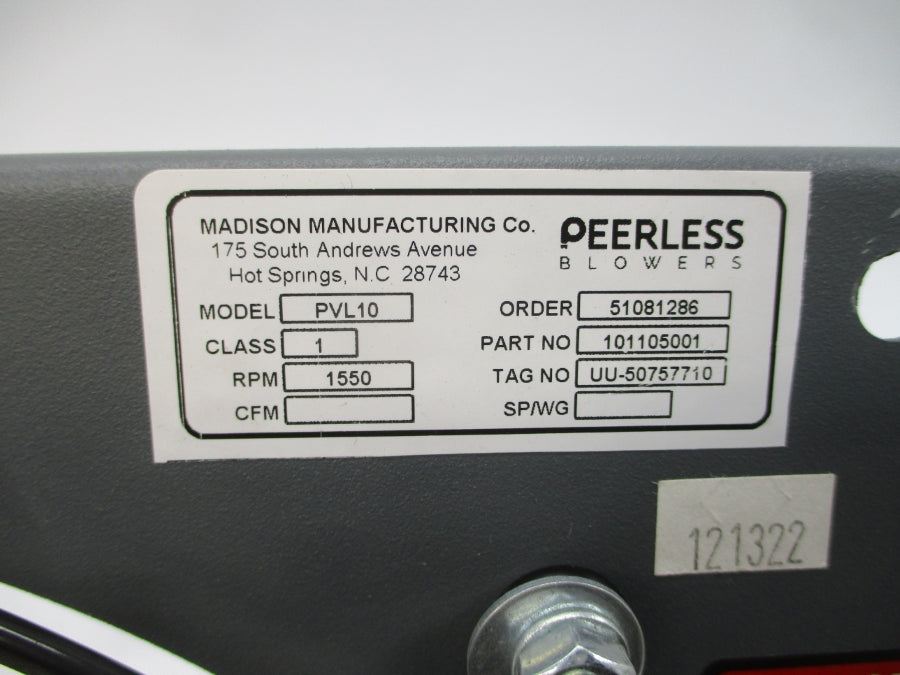 MADISON MANUFACTURING Co.
175 South Andrews Avenue
Hot Springs, N.C 28743
PEERLESS
BLOWERS
MODEL PVL10
CLASS 1
RPM 1550
CFM
ORDER 51081286
PART NO 101105001
TAG NO UU-50757710
SP/WG
121322